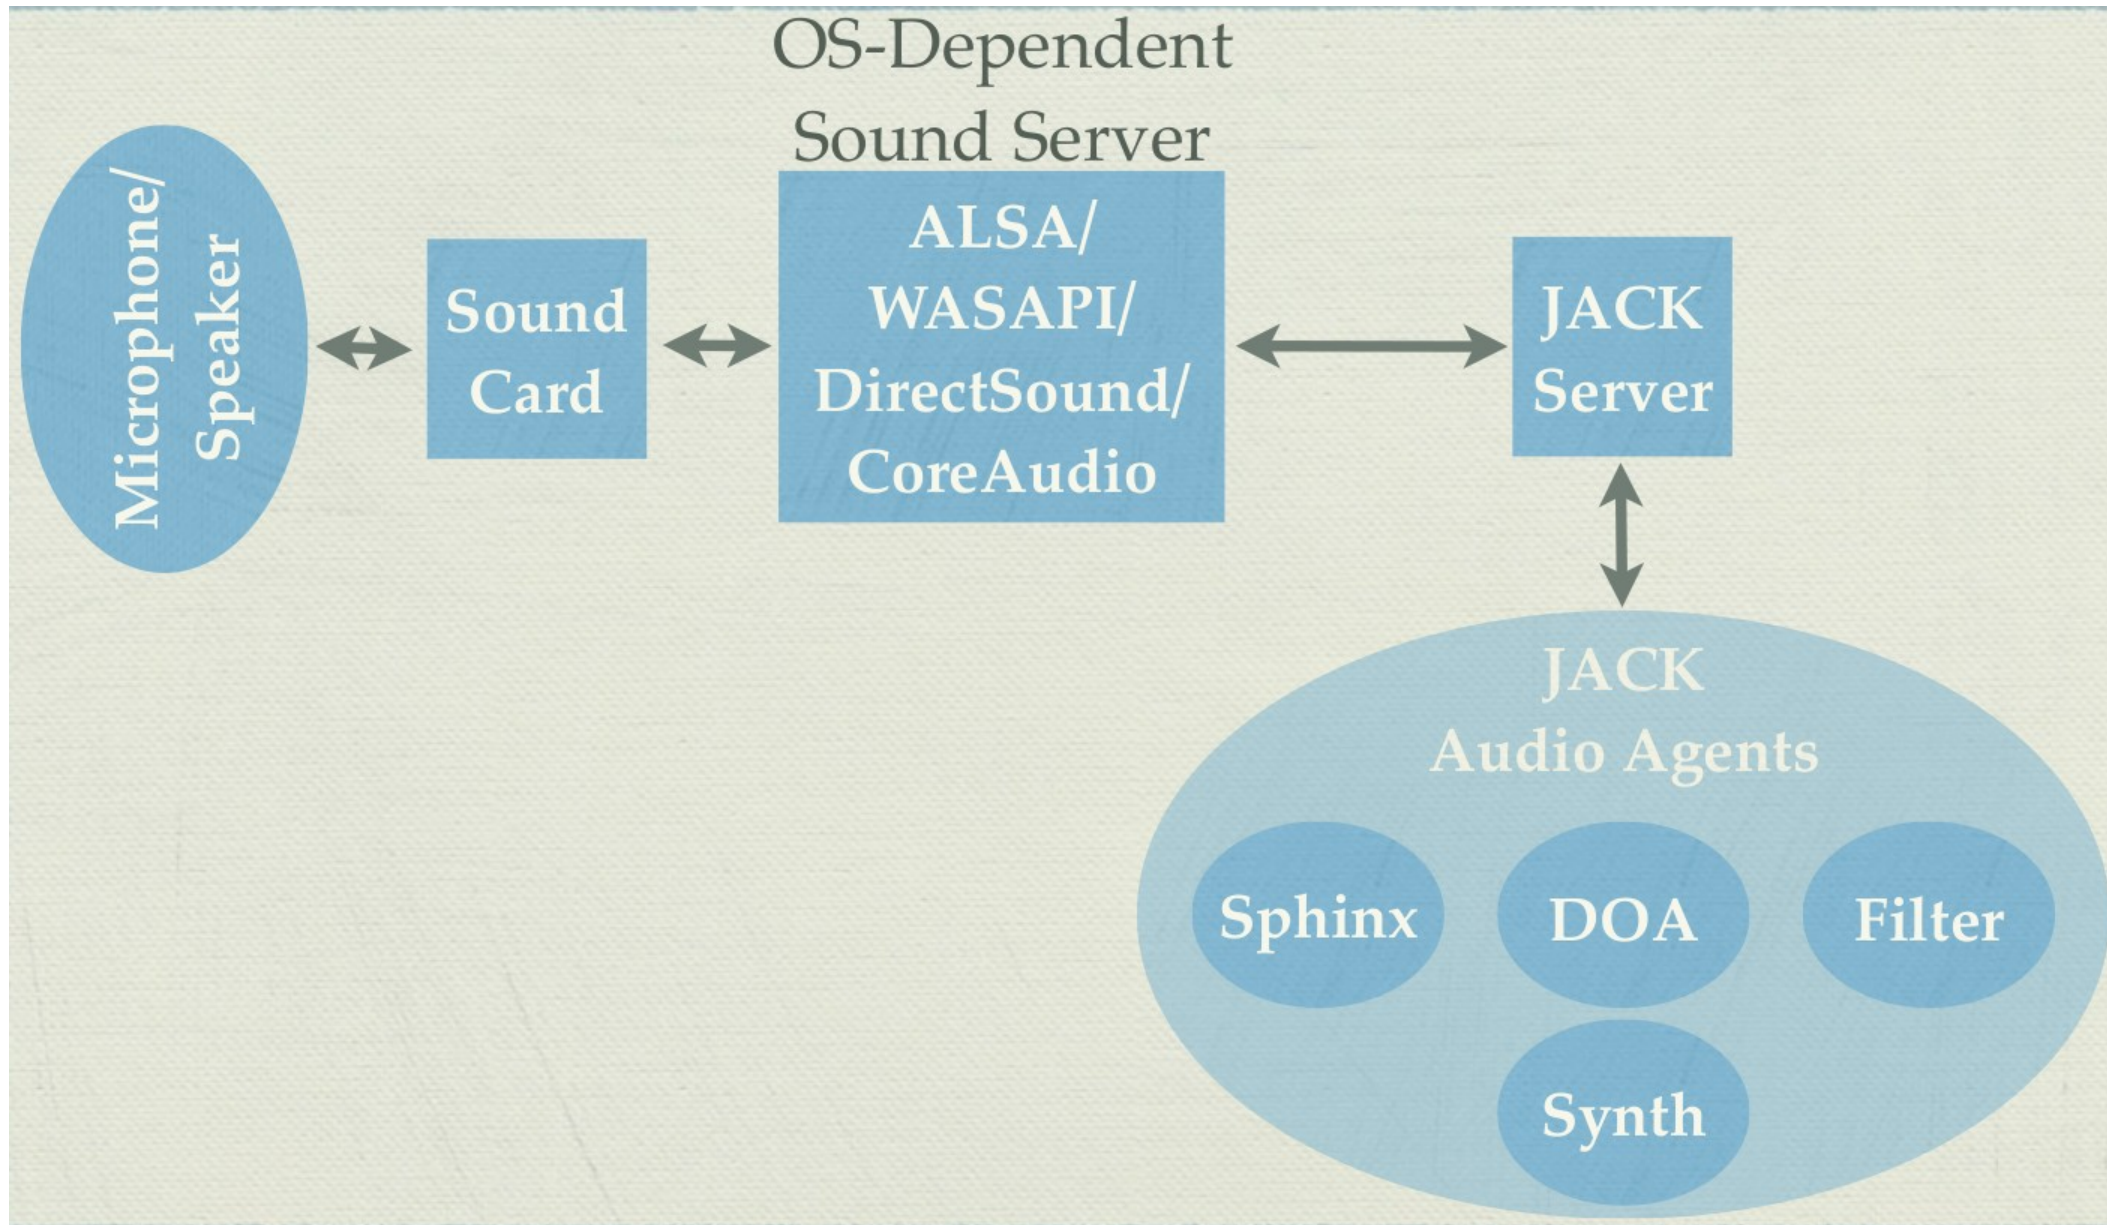 OS-Dependent
Sound Server
Microphone/
Speaker
Sound
Card
ALSA/
WASAPI/
DirectSound/
CoreAudio
JACK
Server
JACK
Audio Agents
Sphinx
DOA
Filter
Synth